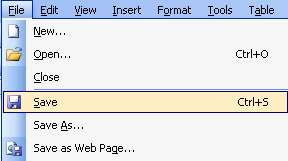 File Edit View Insert Format Tools Table
New...
Open... Ctrl+O
Close
Save Ctrl+S
Save As...
Save as Web Page...